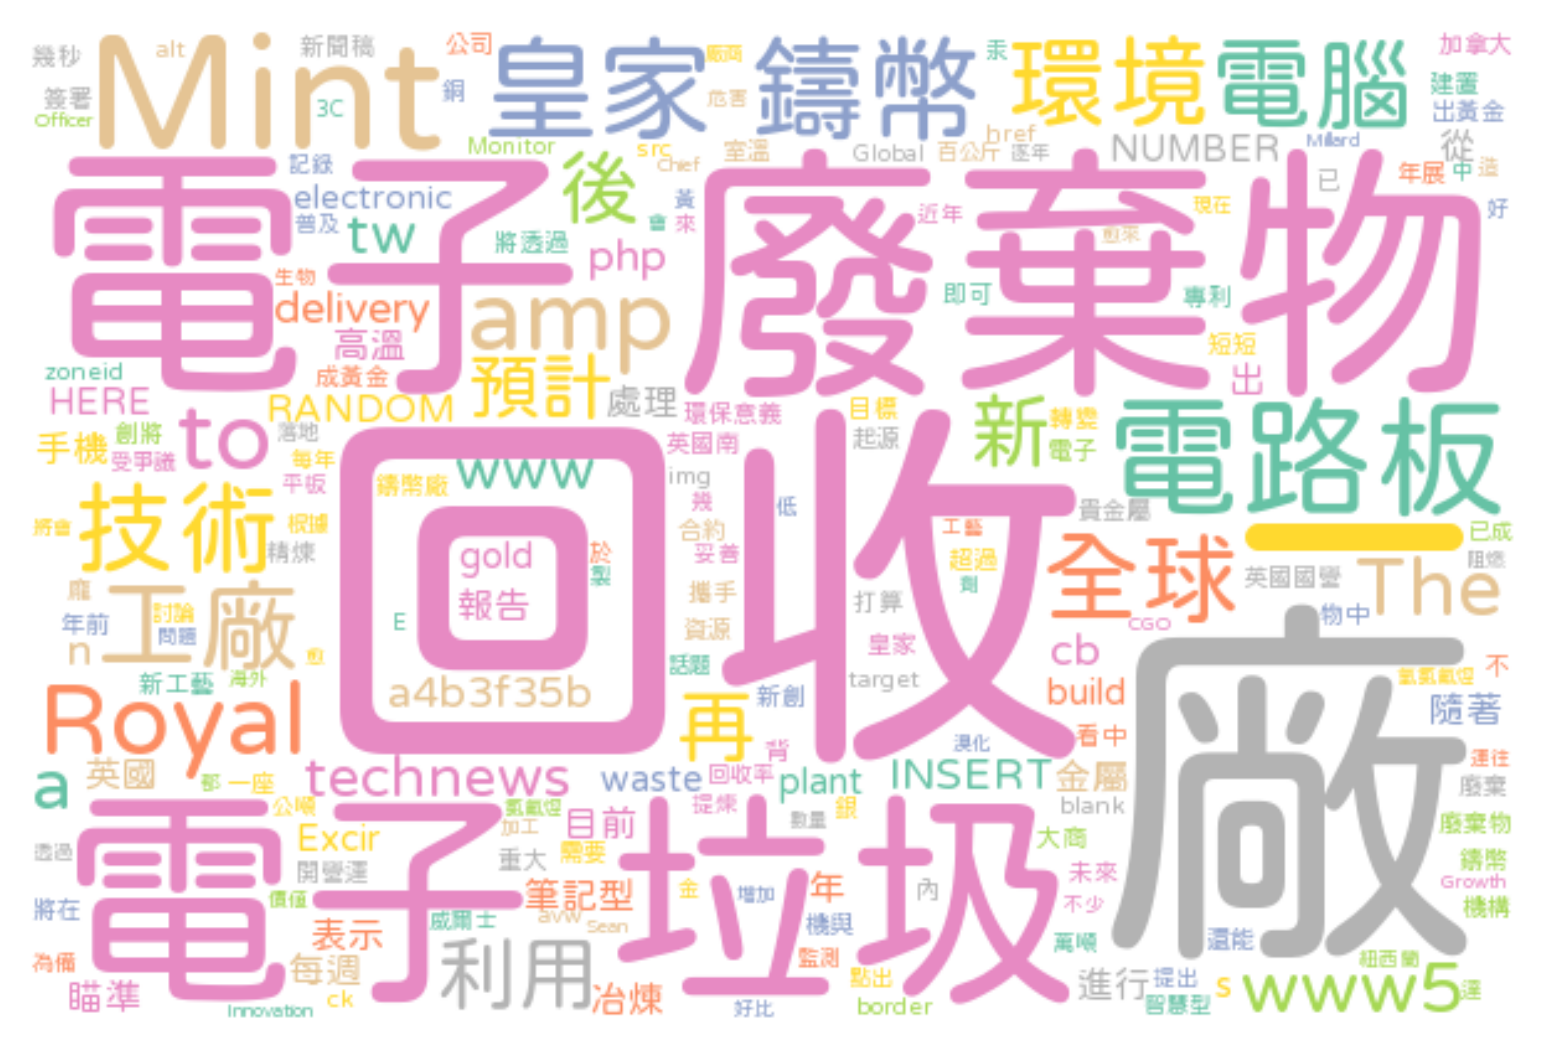 幾秒 Mint alt 新聞稿 公司 皇家 鑄幣 廠商 汞 環境 電腦 加拿大
簽署 3C 銅 危害 建置
Officer Monitor src 室溫 Global 百公斤 href 逐年 NUMBER Millard 從 出黃金
電子 廢棄物 記錄 後 chief 已 年展 中 造
electronic 黃 近年 現在 好
普及 tw 將透過 會 來 php 愈來
生物 delivery amp 即可 專利
高溫 短短
zoneid 成黃金 預計 處理 出
HERE RANDOM 環保意義 目標 新 轉變 電路板
手機 創將 to 落地 英國南 起源 電子
受爭議 每年 回收 www img
技術 平板 鑄幣廠 幾 低 貴金屬 一
將會 根據 合約 工藝 已成
精煉 gold 於 妥善 超過 全球 英國國營 The 阻燃
工廠 製 攜手 劑
年前 討論 報告 打算 物中
問題 E 資源 CGO 廠
n 愈 皇家 cb 不
新工藝 海外 話題 target 氫氟烴
Royal a4b3f35b 再 新創 build 隨著
背 看中
a 英國 都 一座 technews waste 回收率 plant INSERT 金屬 運往
電子 垃圾 公噸 提煉 銀 blank 廢棄
Excir 加工 目前 數量 大商 廢棄物
透過 開營運 重大 需要 鑄幣
價值 筆記型 金 增加 年 內 未來 Growth
將在 威爾士 avw Sean 機與 不少 機構
表示 利用 萬噸 還能
為備 每週 監測 紐西蘭
瞄準 ck 冶煉 點出 進行 提出 s www5 達
Innovation 好比 border 智慧型